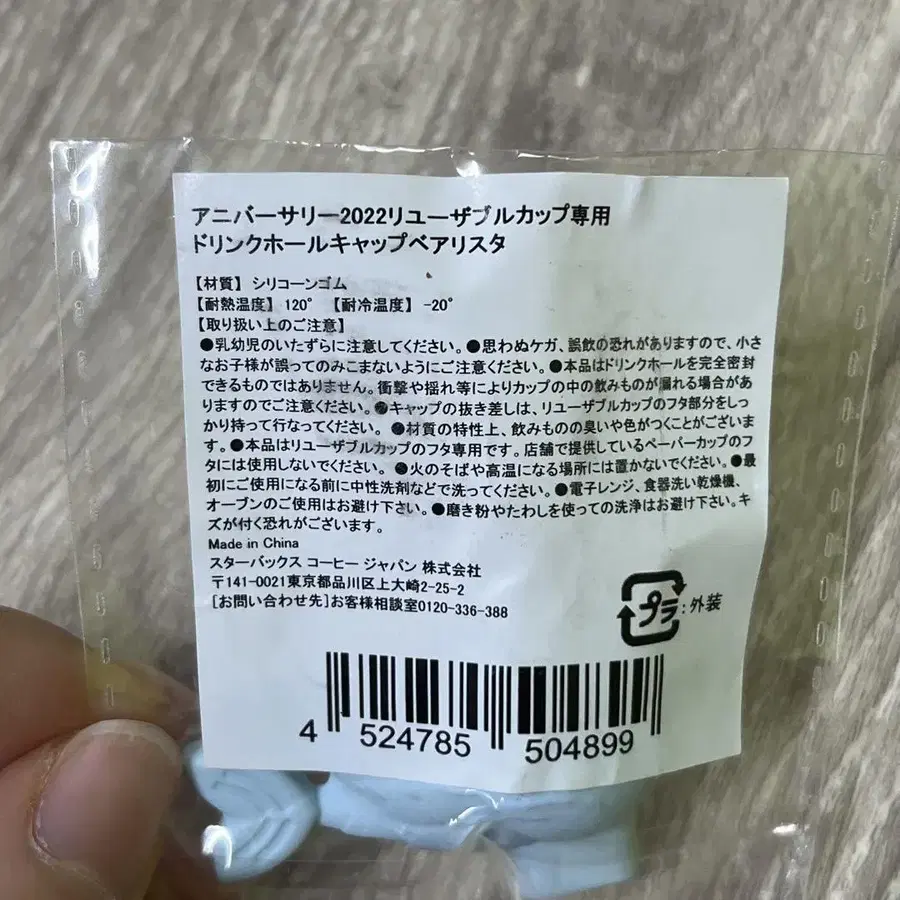 アニバーサリー2022リユーザブルカップ専用
ドリンクホールキャップベアリスタ
【材質】 シリコーンゴム
【耐熱温度】 120° 【耐冷温度】 -20°
【取り扱い上のご注意】
●乳幼児のいたずらに注意してください。●思わぬケガ、誤飲の恐れがありますので、小さ
なお子様が誤ってのみこまないようにご注意ください。●本品はドリンクホールを完全密封
できるものではありません。衝撃や揺れ等によりカップの中の飲みものが漏れる場合があ
りますのでご注意ください。●キャップの抜き差しは、リユーザブルカップのフタ部分をしっ
かり持って行なってください。 ●材質の特性上、飲みものの臭いや色がつくことがございま
す。●本品はリユーザブルカップのフタ専用です。店舗で提供しているペーパーカップのフ
タには使用しないでください。 ●火のそばや高温になる場所には置かないでください。●最
初にご使用になる前に中性洗剤などで洗ってください。●電子レンジ、食器洗い乾燥機、
オーブンのご使用はお避け下さい。●磨き粉やたわしを使っての洗浄はお避け下さい。キ
ズが付く恐れがございます。
Made in China
スターバックス コーヒー ジャパン 株式会社
〒141-0021東京都品川区上大崎2-25-2
[お問い合わせ先]お客様相談室0120-336-388
プラ:外装
4 524785 504899